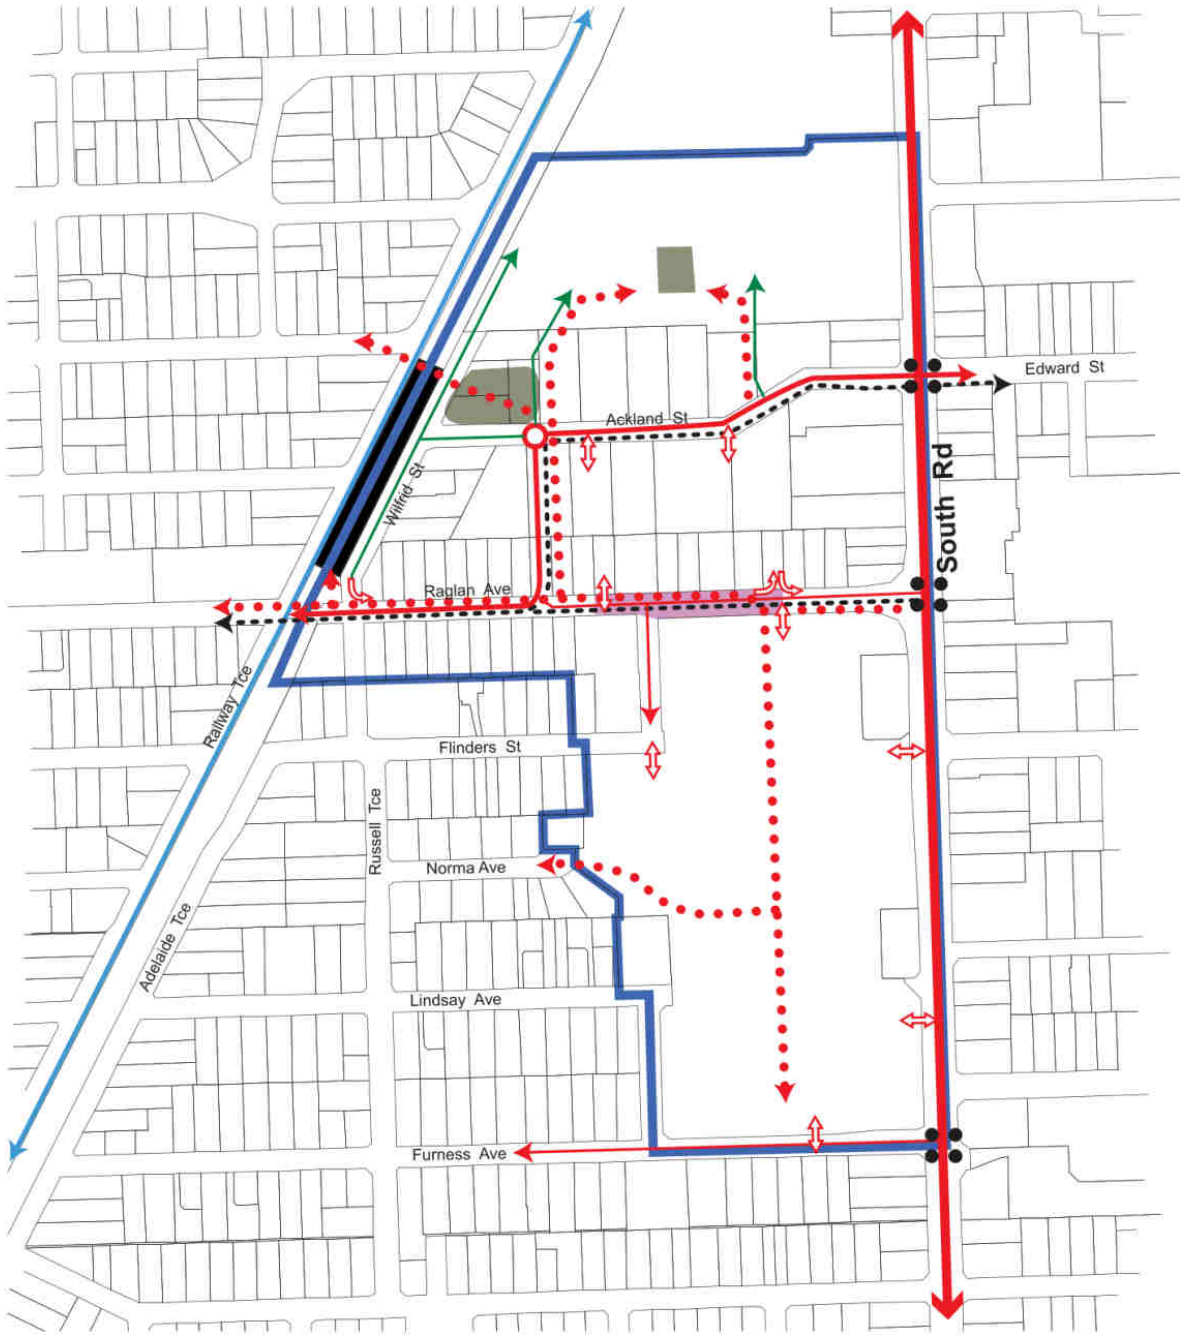 Edward St
Ackland St
South Rd
Wilfrid St
Raglan Ave
Railway Tce
Flinders St
Russell Tce
Norma Ave
Adelaide Tce
Lindsay Ave
Furness Ave